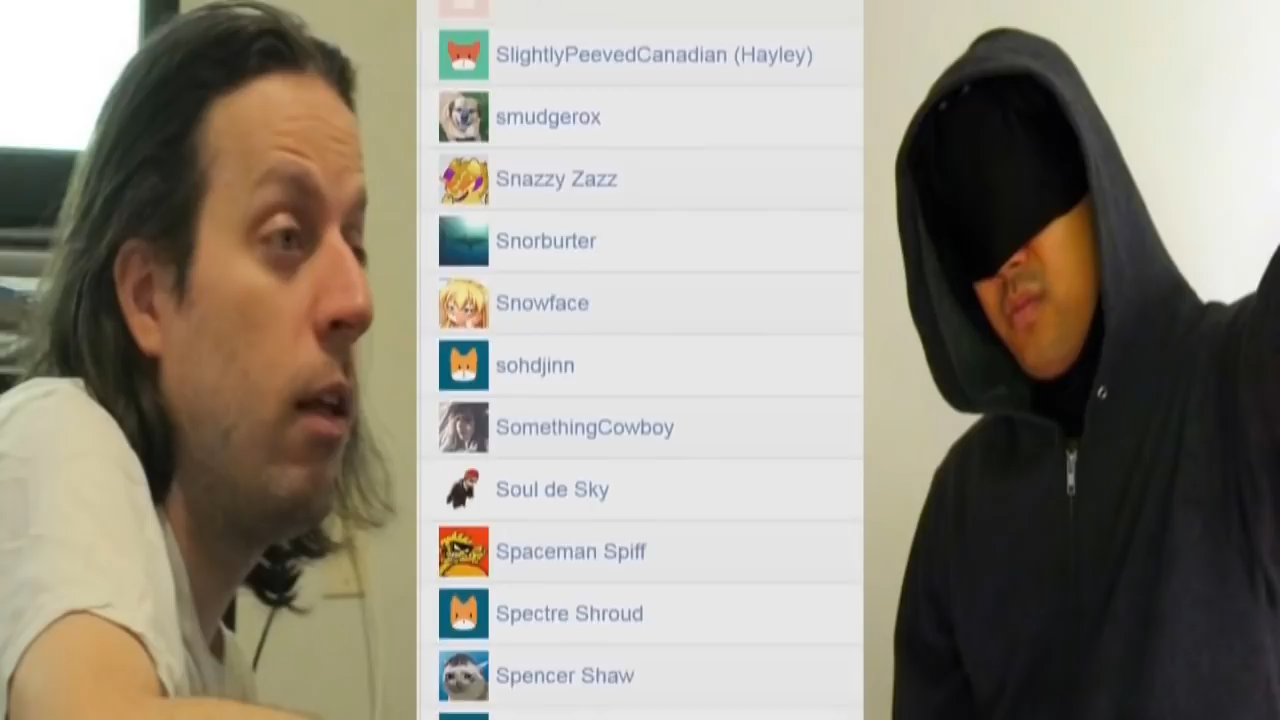 SlightlyPeevedCanadian (Hayley)
smudgerox
Snazzy Zazz
Snorburter
Snowface
sohdjinn
SomethingCowboy
Soul de Sky
Spaceman Spiff
Spectre Shroud
Spencer Shaw